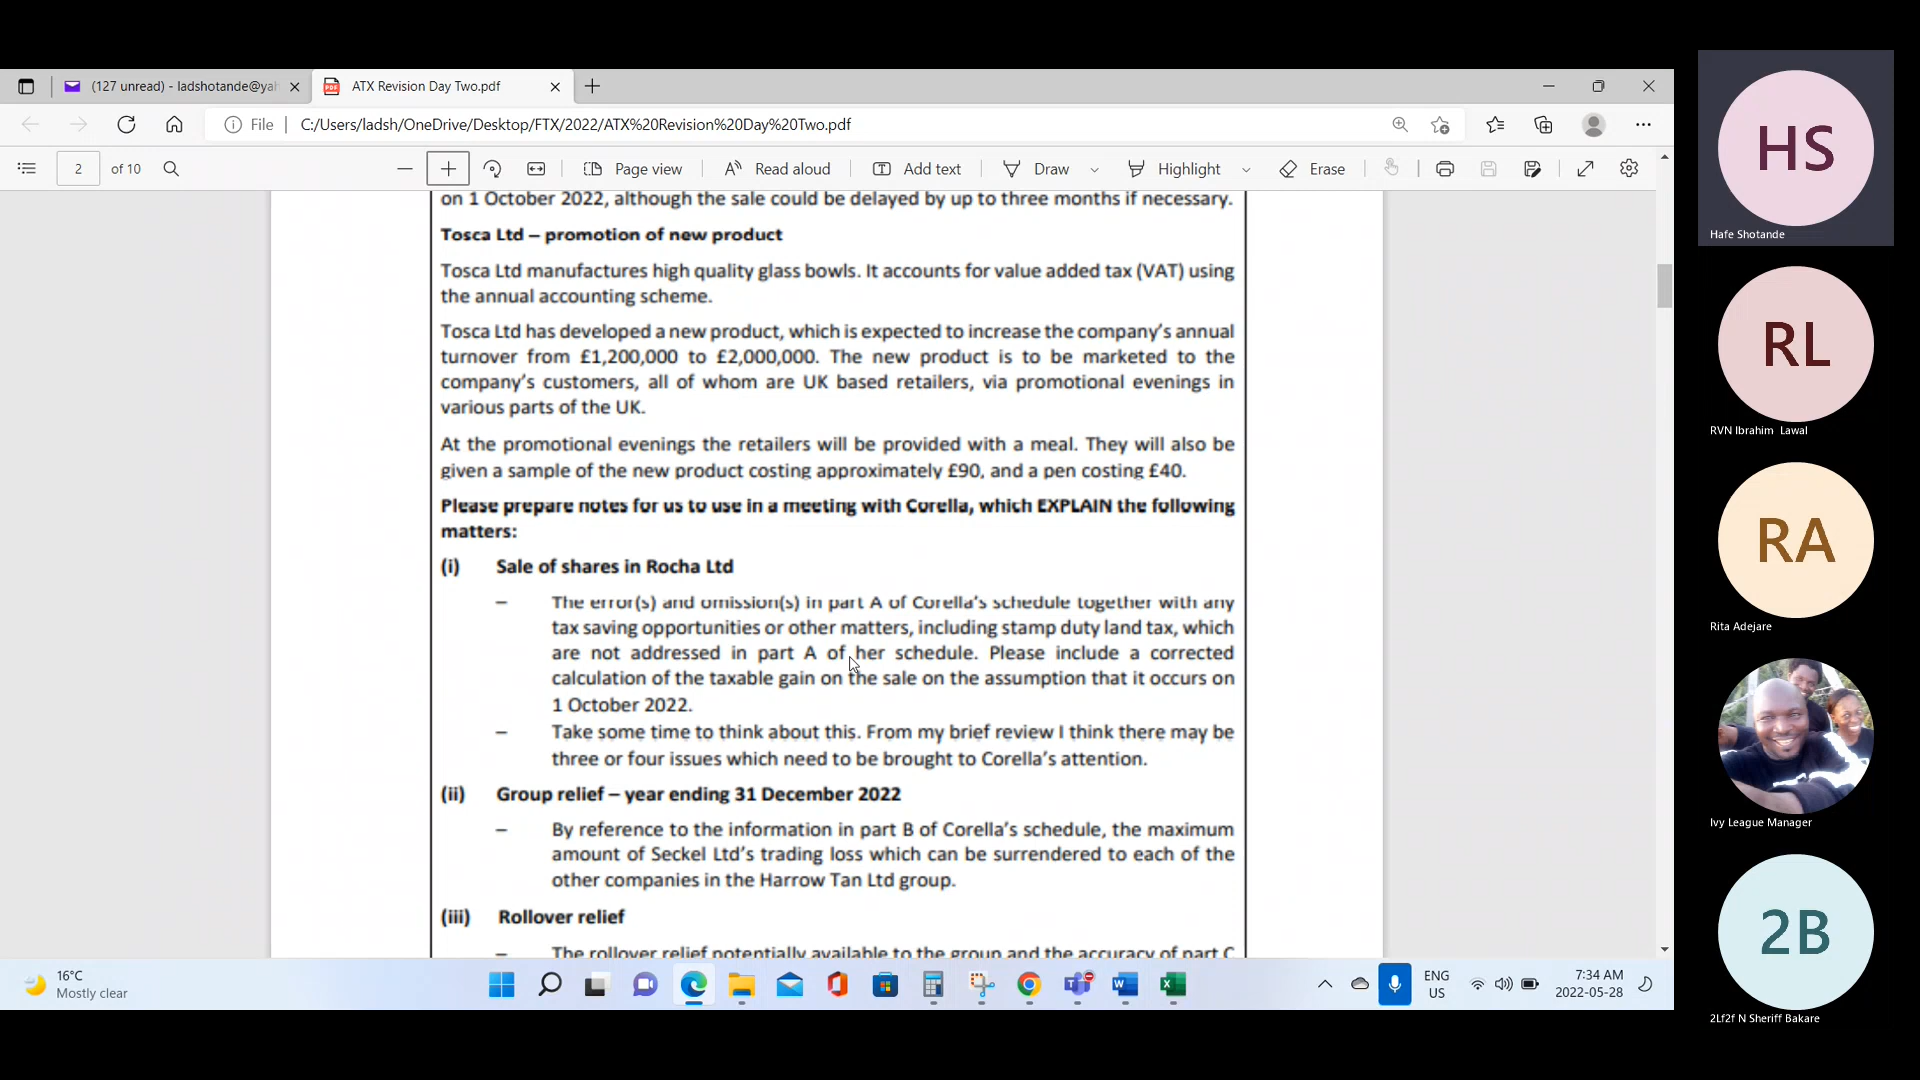 (127 unread) - ladshotande@yal
ATX Revision Day Two.pdf
File
C:/Users/ladsh/OneDrive/Desktop/FTX/2022/ATX%20Revision%20Day%20Two.pdf
2 of 10
Page view
Read aloud
Add text
Draw
Highlight
Erase
on 1 October 2022, although the sale could be delayed by up to three months if necessary.
Tosca Ltd – promotion of new product
Tosca Ltd manufactures high quality glass bowls. It accounts for value added tax (VAT) using
the annual accounting scheme.
Tosca Ltd has developed a new product, which is expected to increase the company's annual
turnover from £1,200,000 to £2,000,000. The new product is to be marketed to the
company's customers, all of whom are UK based retailers, via promotional evenings in
various parts of the UK.
At the promotional evenings the retailers will be provided with a meal. They will also be
given a sample of the new product costing approximately £90, and a pen costing £40.
Please prepare notes for us to use in a meeting with Corella, which EXPLAIN the following
matters:
(i) Sale of shares in Rocha Ltd
– The error(s) and omission(s) in part A of Corella's schedule together with any
tax saving opportunities or other matters, including stamp duty land tax, which
are not addressed in part A of her schedule. Please include a corrected
calculation of the taxable gain on the sale on the assumption that it occurs on
1 October 2022.
– Take some time to think about this. From my brief review I think there may be
three or four issues which need to be brought to Corella's attention.
(ii) Group relief – year ending 31 December 2022
– By reference to the information in part B of Corella's schedule, the maximum
amount of Seckel Ltd's trading loss which can be surrendered to each of the
other companies in the Harrow Tan Ltd group.
(iii) Rollover relief
– The rollover relief potentially available to the group and the accuracy of part C
16°C
Mostly clear
ENG
US
7:34 AM
2022-05-28
HS
Hafe Shotande
RL
RVN Ibrahim Lawal
RA
Rita Adejare
Ivy League Manager
2B
2Lf2f N Sheriff Bakare